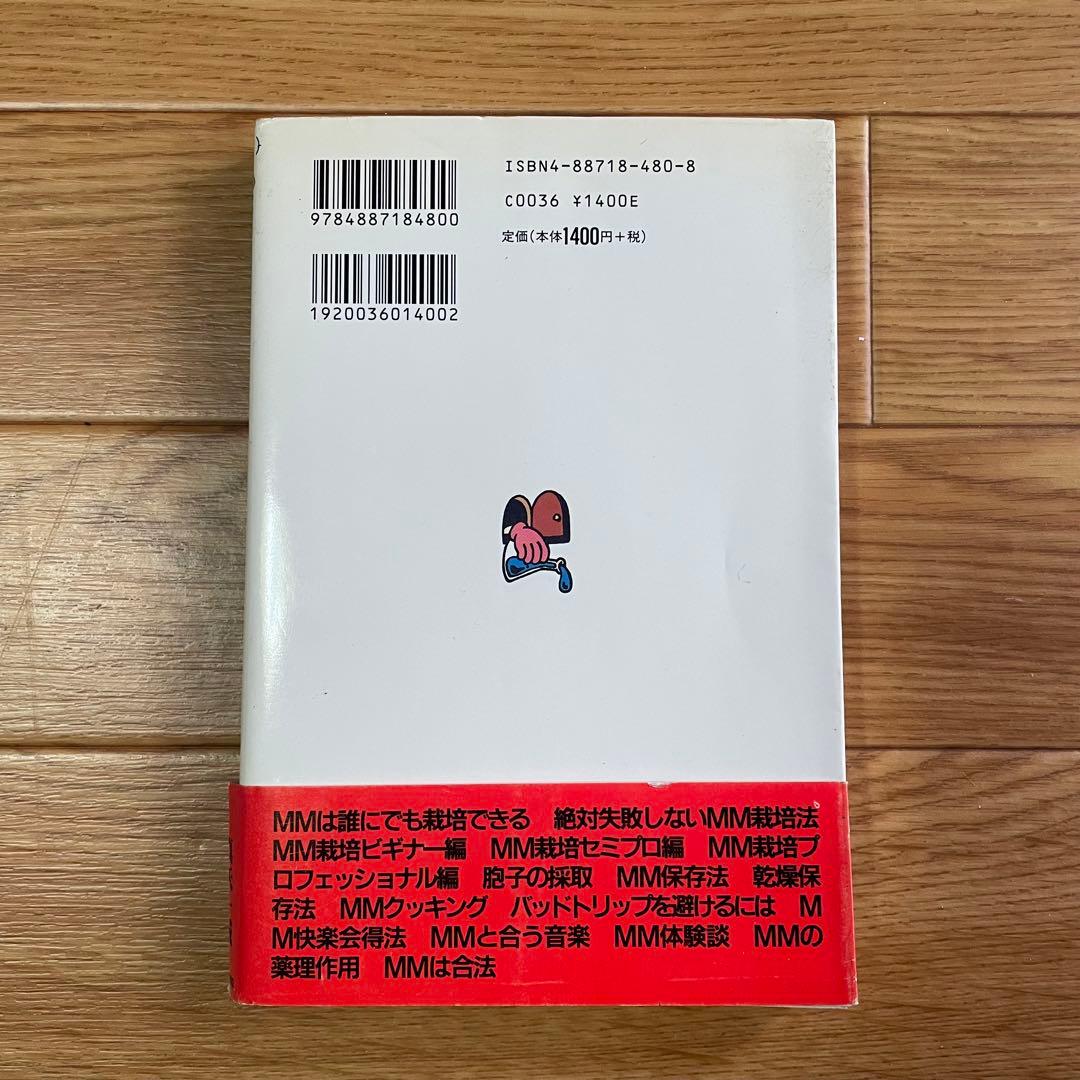 ISBN4-88718-480-8
C0036 ¥1400E
定価(本体1400円+税)
9784887184800
1920036014002
MMは誰にでも栽培できる　絶対失敗しないMM栽培法
MM栽培ビギナー編　MM栽培セミプロ編　MM栽培プ
ロフェッショナル編　胞子の採取　MM保存法　乾燥保
存法　MMクッキング　バッドトリップを避けるには　M
M快楽会得法　MMと合う音楽　MM体験談　MMの
薬理作用　MMは合法